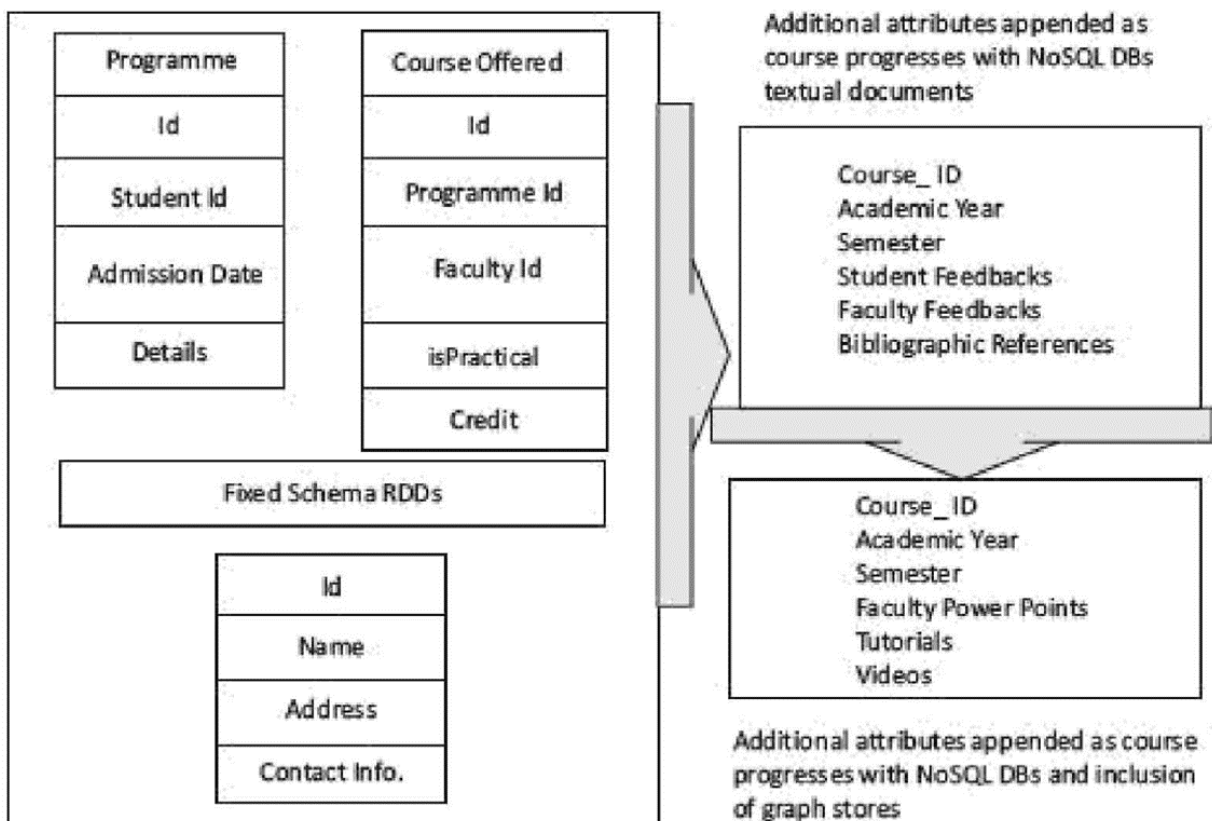 Programme
Id
Student Id
Admission Date
Details
Course Offered
Id
Programme Id
Faculty Id
isPractical
Credit
Fixed Schema RDDs
Id
Name
Address
Contact Info.
Additional attributes appended as
course progresses with NoSQL DBs
textual documents
Course_ ID
Academic Year
Semester
Student Feedbacks
Faculty Feedbacks
Bibliographic References
Course_ ID
Academic Year
Semester
Faculty Power Points
Tutorials
Videos
Additional attributes appended as course
progresses with NoSQL DBs and inclusion
of graph stores